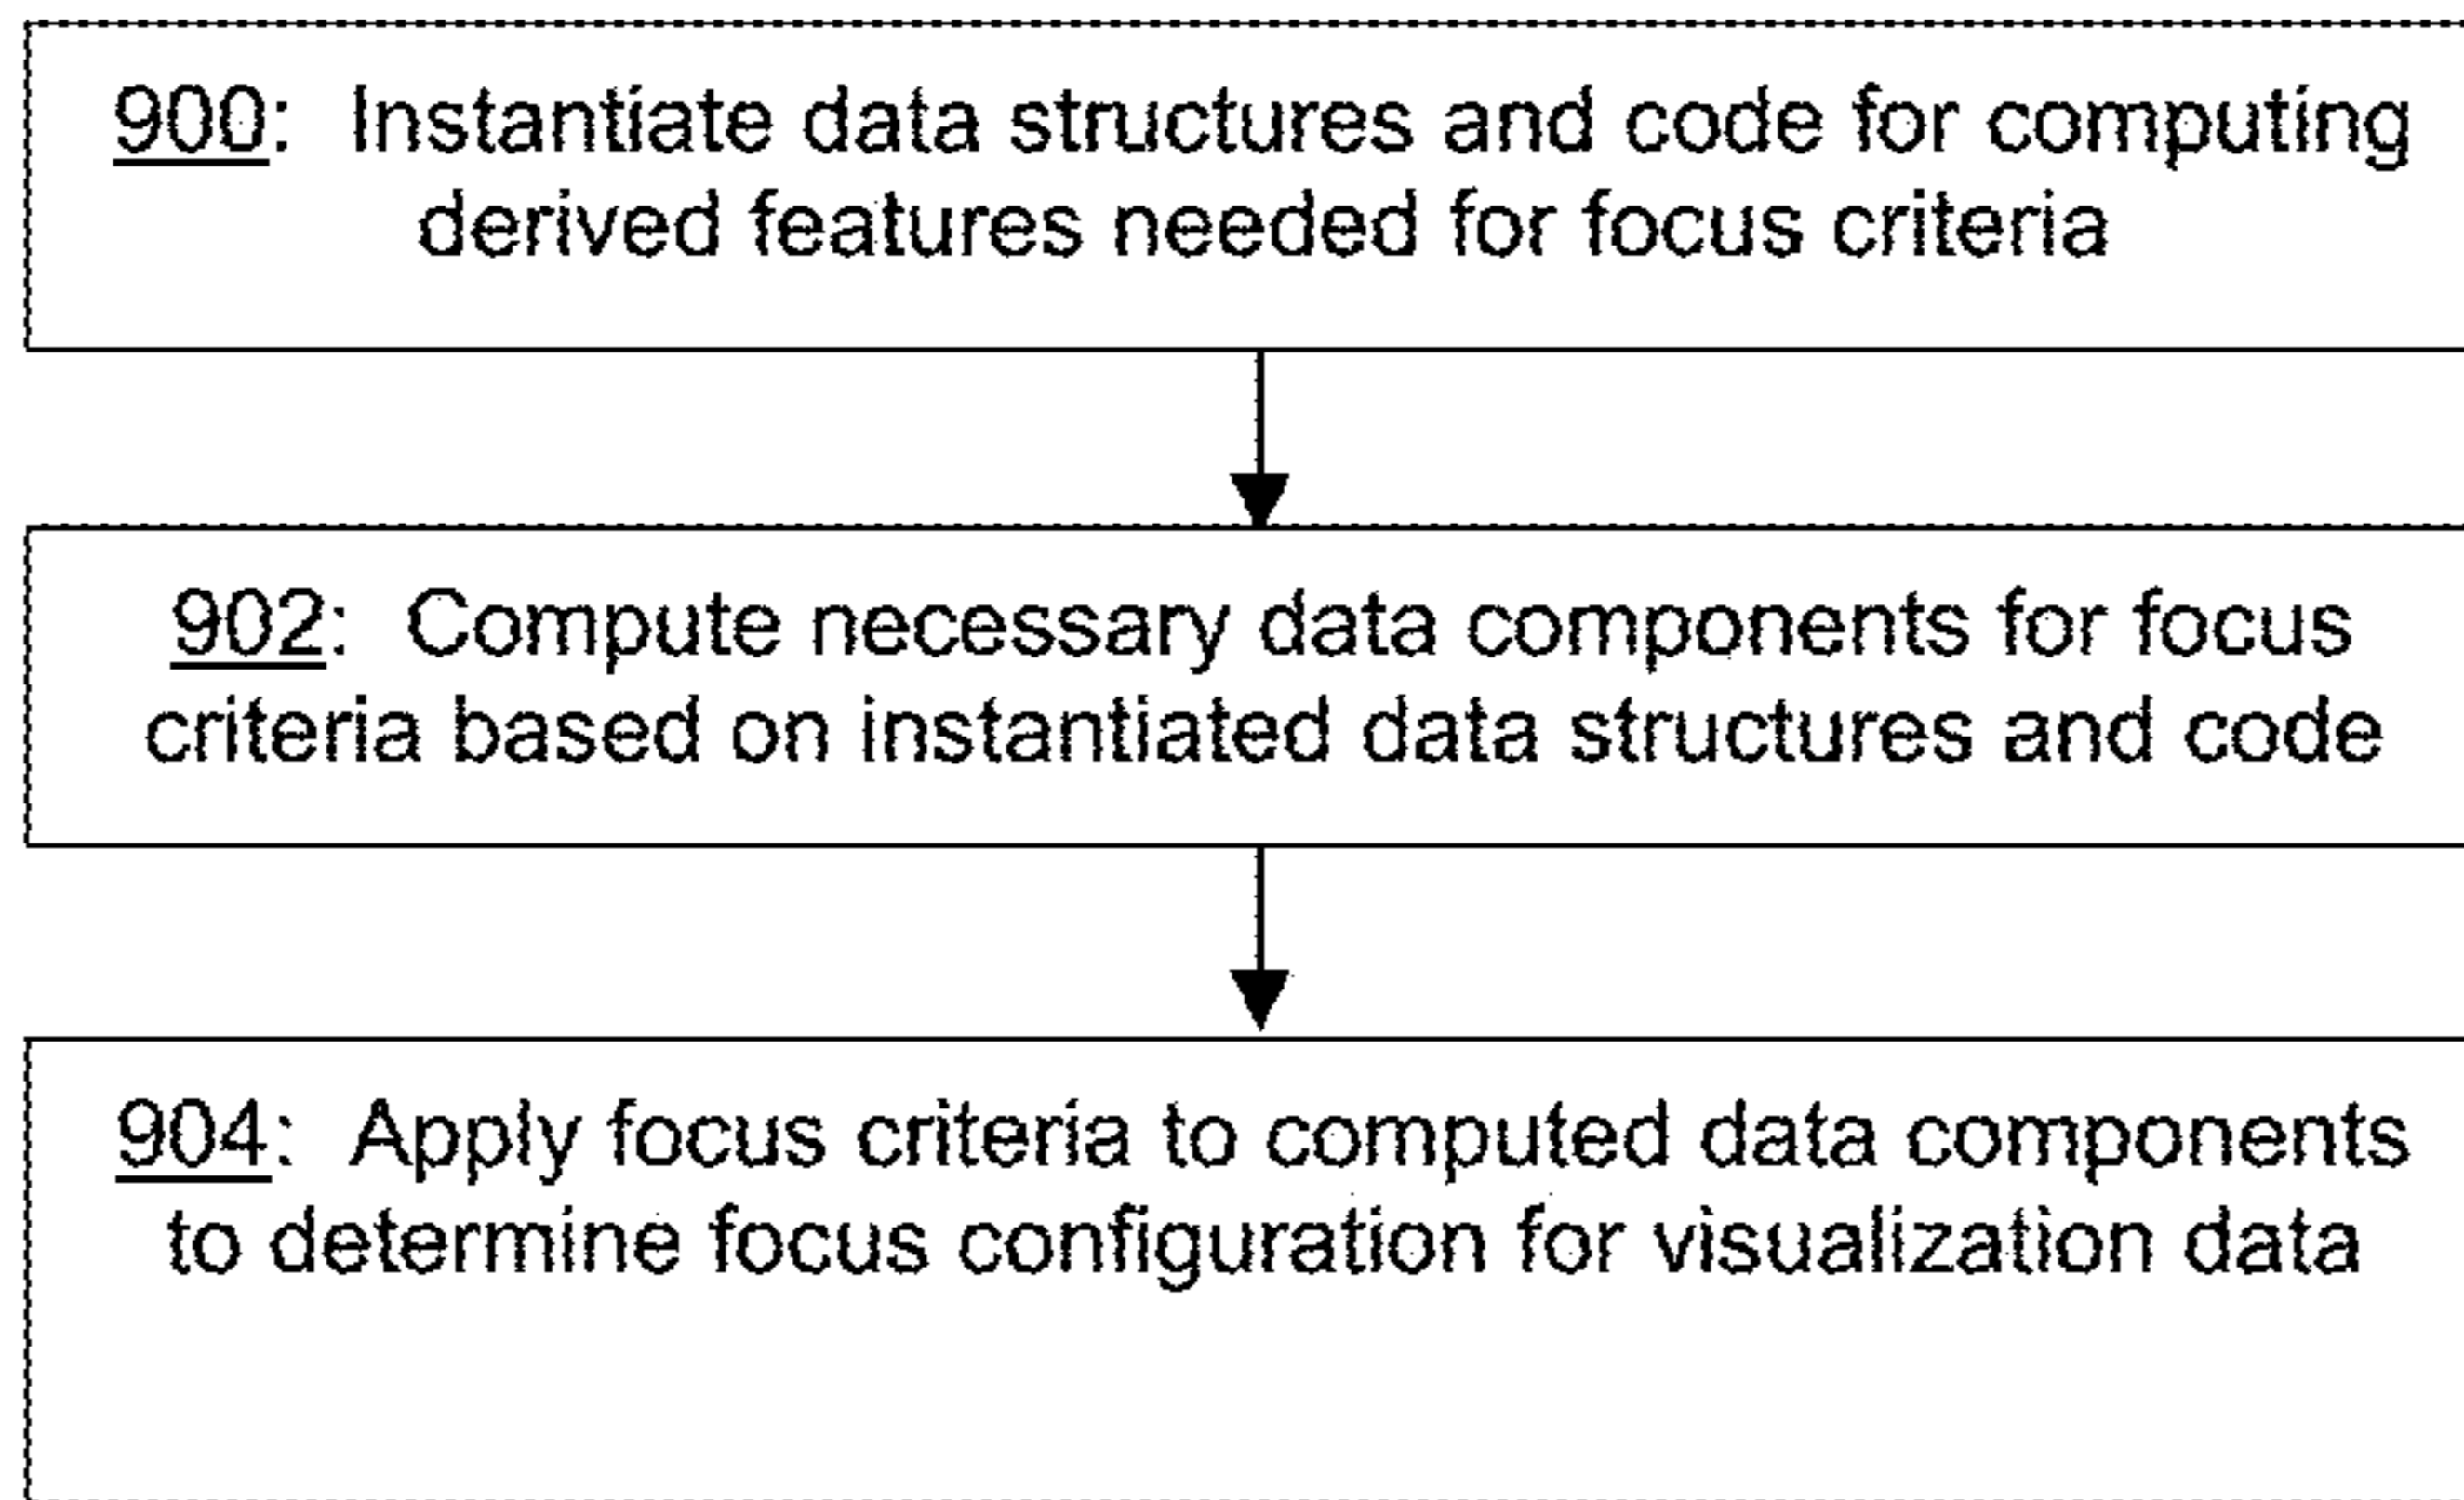 900: Instantiate data structures and code for computing
derived features needed for focus criteria
902: Compute necessary data components for focus
criteria based on instantiated data structures and code
904: Apply focus criteria to computed data components
to determine focus configuration for visualization data